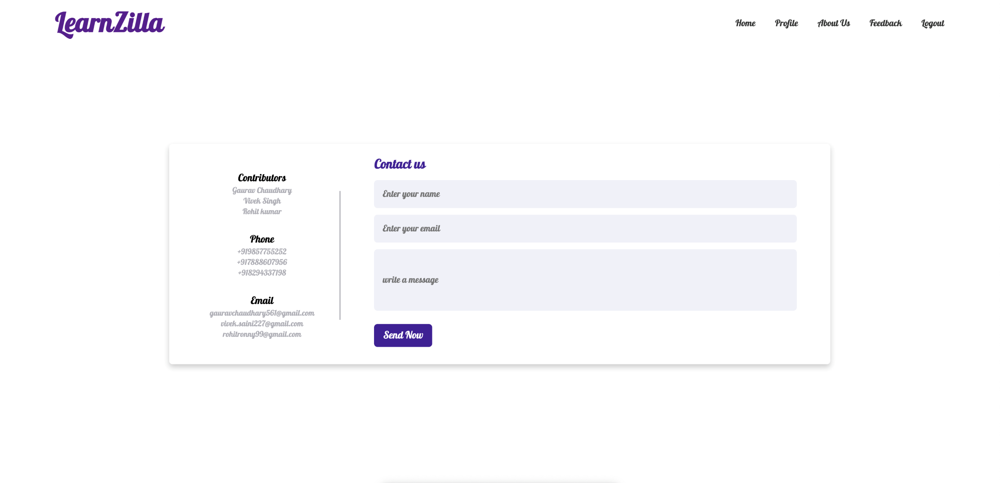 LearnZilla
Home Profile About Us Feedback Logout
Contributors
Gaurav Chaudhary
Vivek Singh
Rohit kumar
Phone
+919857755252
+917888607956
+918294337198
Email
gauravchaudhary561@gmail.com
vivek.saini227@gmail.com
rohitronny99@gmail.com
Contact us
Enter your name
Enter your email
write a message
Send Now